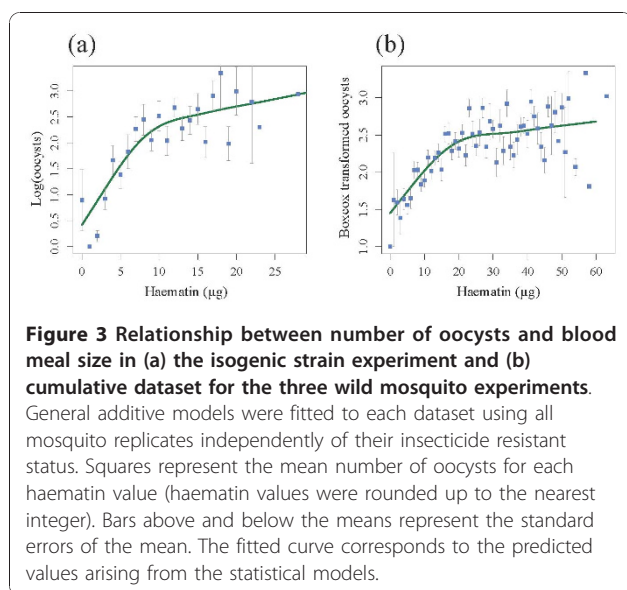 (a)
(b)
Log(oocysts)
0.0 0.5 1.0 1.5 2.0 2.5 3.0
0 5 10 15 20 25
Haematin (µg)
Boxcox transformed oocysts
1.0 1.5 2.0 2.5 3.0
0 10 20 30 40 50 60
Haematin (µg)
Figure 3 Relationship between number of oocysts and blood
meal size in (a) the isogenic strain experiment and (b)
cumulative dataset for the three wild mosquito experiments.
General additive models were fitted to each dataset using all
mosquito replicates independently of their insecticide resistant
status. Squares represent the mean number of oocysts for each
haematin value (haematin values were rounded up to the nearest
integer). Bars above and below the means represent the standard
errors of the mean. The fitted curve corresponds to the predicted
values arising from the statistical models.